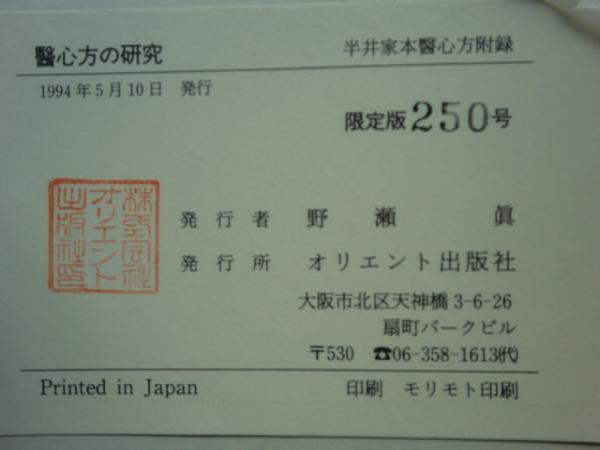 醫心方の研究 半井家本醫心方附録
1994年5月10日 発行
限定版250号
株式会社
オリエント
出版社印
発行者 野瀬眞
発行所 オリエント出版社
大阪市北区天神橋3-6-26
扇町パークビル
〒530 ☎06-358-1613㈹
Printed in Japan 印刷 モリモト印刷